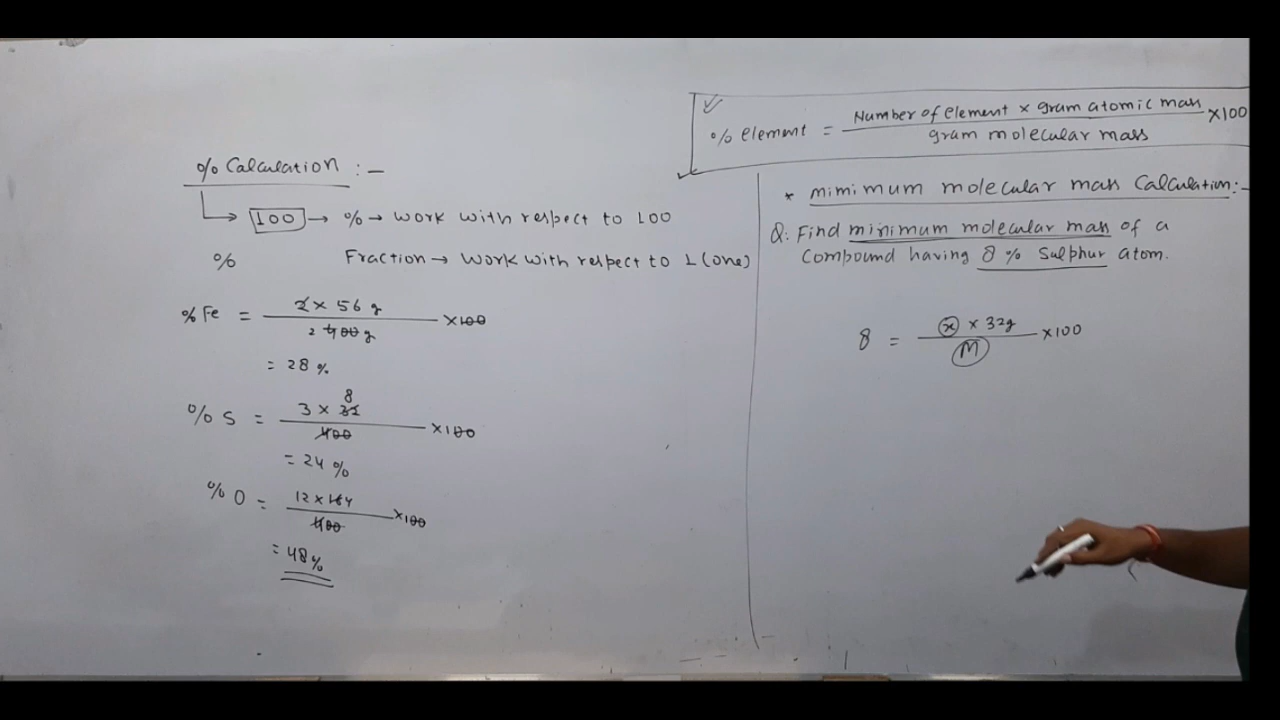 % Calculation : –
100 → % → work with respect to 100
% Fraction → work with respect to 1 (one)
% Fe = 2 × 56 g / 2 400 g × 100
= 28 %
% S = 3 × 32 8 / 400 × 100
= 24 %
% O = 12 × 16 4 / 400 × 100
= 48 %
% element = Number of element × gram atomic mass / gram molecular mass × 100
* mimimum molecular mass Calculation : –
Q: Find minimum molecular mass of a
compound having 8 % Sulphur atom.
8 = x × 32g / M × 100